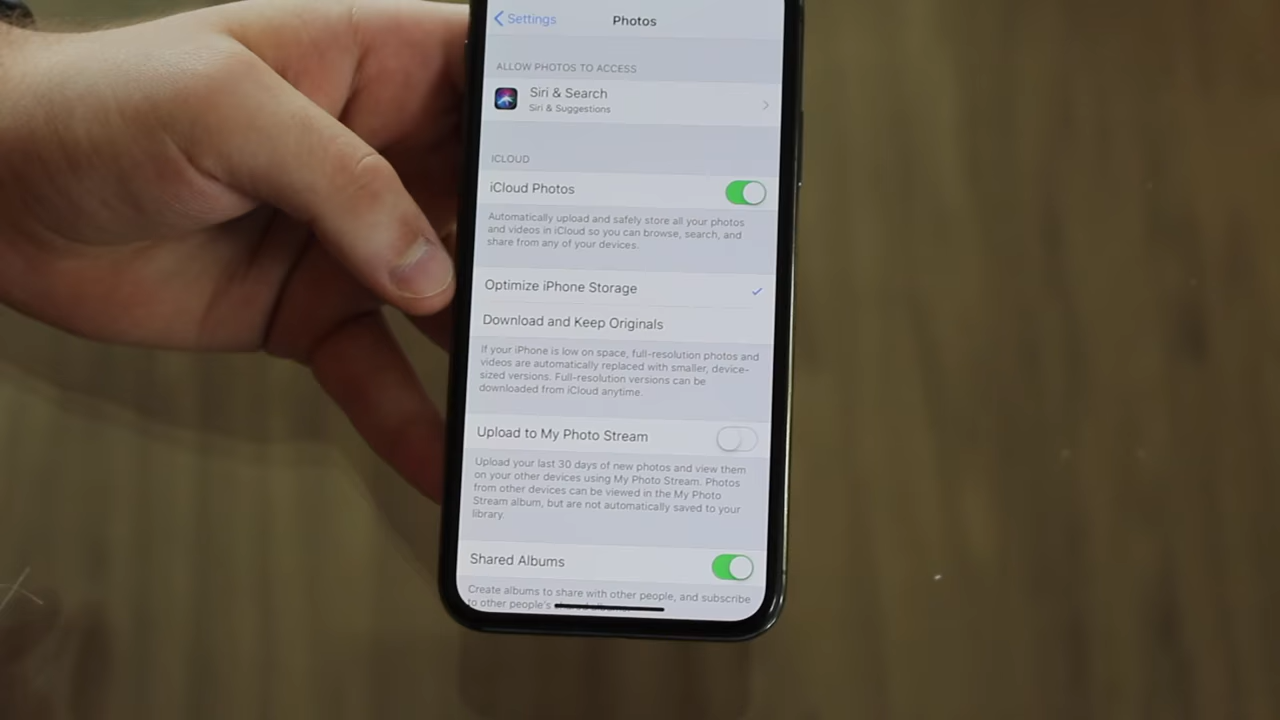 Settings
Photos
ALLOW PHOTOS TO ACCESS
Siri & Search
Siri & Suggestions
ICLOUD
iCloud Photos
Automatically upload and safely store all your photos
and videos in iCloud so you can browse, search, and
share from any of your devices.
Optimize iPhone Storage
Download and Keep Originals
If your iPhone is low on space, full-resolution photos and
videos are automatically replaced with smaller, device-
sized versions. Full-resolution versions can be
downloaded from iCloud anytime.
Upload to My Photo Stream
Upload your last 30 days of new photos and view them
on your other devices using My Photo Stream. Photos
from other devices can be viewed in the My Photo
Stream album, but are not automatically saved to your
library.
Shared Albums
Create albums to share with other people, and subscribe
to other people's